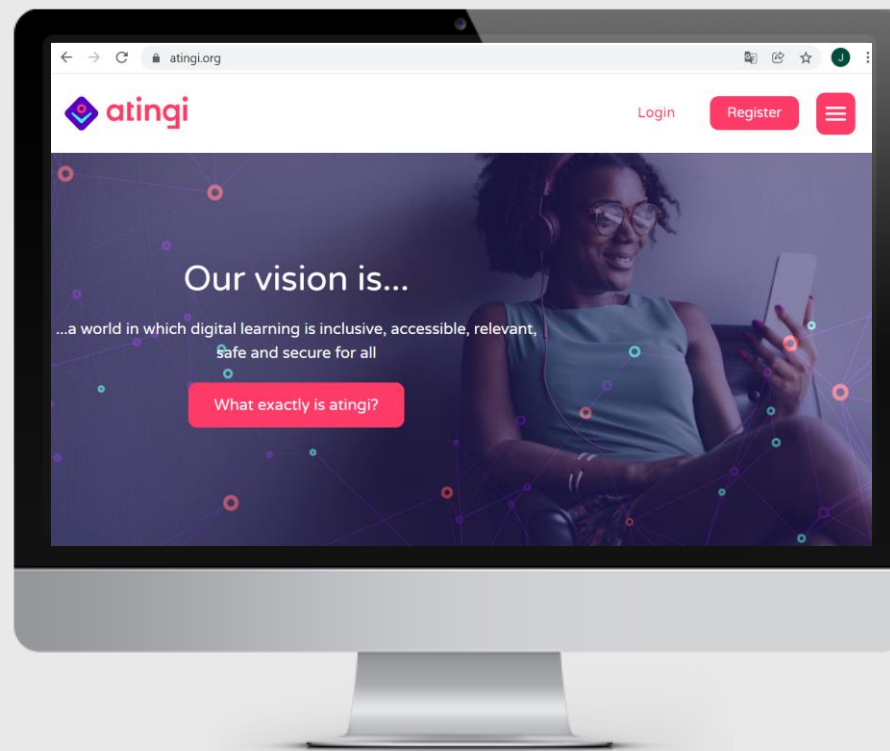 atingi.org
J
atingi
Login
Register
Our vision is...
...a world in which digital learning is inclusive, accessible, relevant,
safe and secure for all
What exactly is atingi?